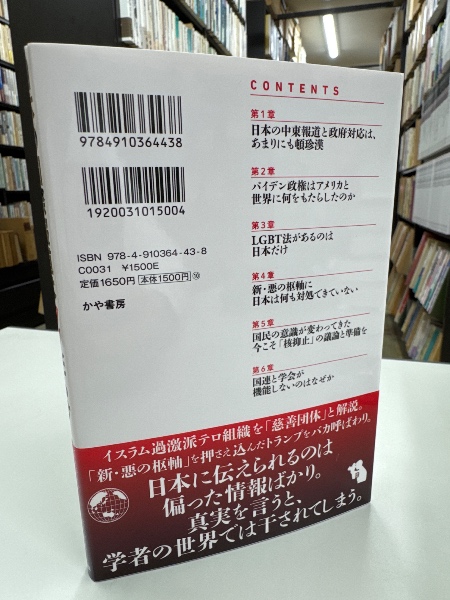 CONTENTS
第1章
日本の中東報道と政府対応は、
あまりにも頓珍漢
第2章
バイデン政権はアメリカと
世界に何をもたらしたのか
第3章
LGBT法があるのは
日本だけ
第4章
新・悪の枢軸に
日本は何も対処できていない
第5章
国民の意識が変わってきた
今こそ「核抑止」の議論と準備を
第6章
国連と学会が
機能しないのはなぜか
9784910364438
1920031015004
ISBN 978-4-910364-43-8
C0031 ¥1500E
定価1650円 本体1500円 ⑩
かや書房
イスラム過激派テロ組織を「慈善団体」と解説。
「新・悪の枢軸」を押さえ込んだトランプをバカ呼ばわり。
日本に伝えられるのは
偏った情報ばかり。
真実を言うと、
学者の世界では干されてしまう。